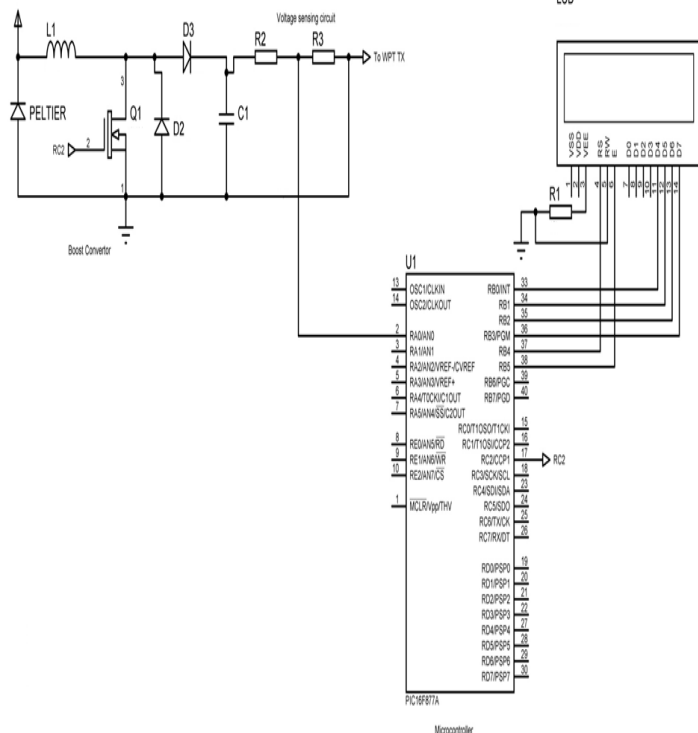 LCD
Voltage sensing circuit
L1
D3
R2
R3
To WPT TX
PELTIER
3
Q1
RC2
2
1
D2
C1
Boost Convertor
VSS
VDD
VEE
RS
RW
E
D0
D1
D2
D3
D4
D5
D6
D7
1
2
3
4
5
6
7
8
9
10
11
12
13
14
R1
U1
13 OSC1/CLKIN
14 OSC2/CLKOUT
2 RA0/AN0
3 RA1/AN1
4 RA2/AN2/VREF-/CVREF
5 RA3/AN3/VREF+
6 RA4/T0CKI/C1OUT
7 RA5/AN4/SS/C2OUT
8 RE0/AN5/RD
9 RE1/AN6/WR
10 RE2/AN7/CS
1 MCLR/Vpp/THV
RB0/INT 33
RB1 34
RB2 35
RB3/PGM 36
RB4 37
RB5 38
RB6/PGC 39
RB7/PGD 40
RC0/T1OSO/T1CKI 15
RC1/T1OSI/CCP2 16
RC2/CCP1 17
RC2
RC3/SCK/SCL 18
RC4/SDI/SDA 23
RC5/SDO 24
RC6/TX/CK 25
RC7/RX/DT 26
RD0/PSP0 19
RD1/PSP1 20
RD2/PSP2 21
RD3/PSP3 22
RD4/PSP4 27
RD5/PSP5 28
RD6/PSP6 29
RD7/PSP7 30
PIC16F877A
Microcontroller